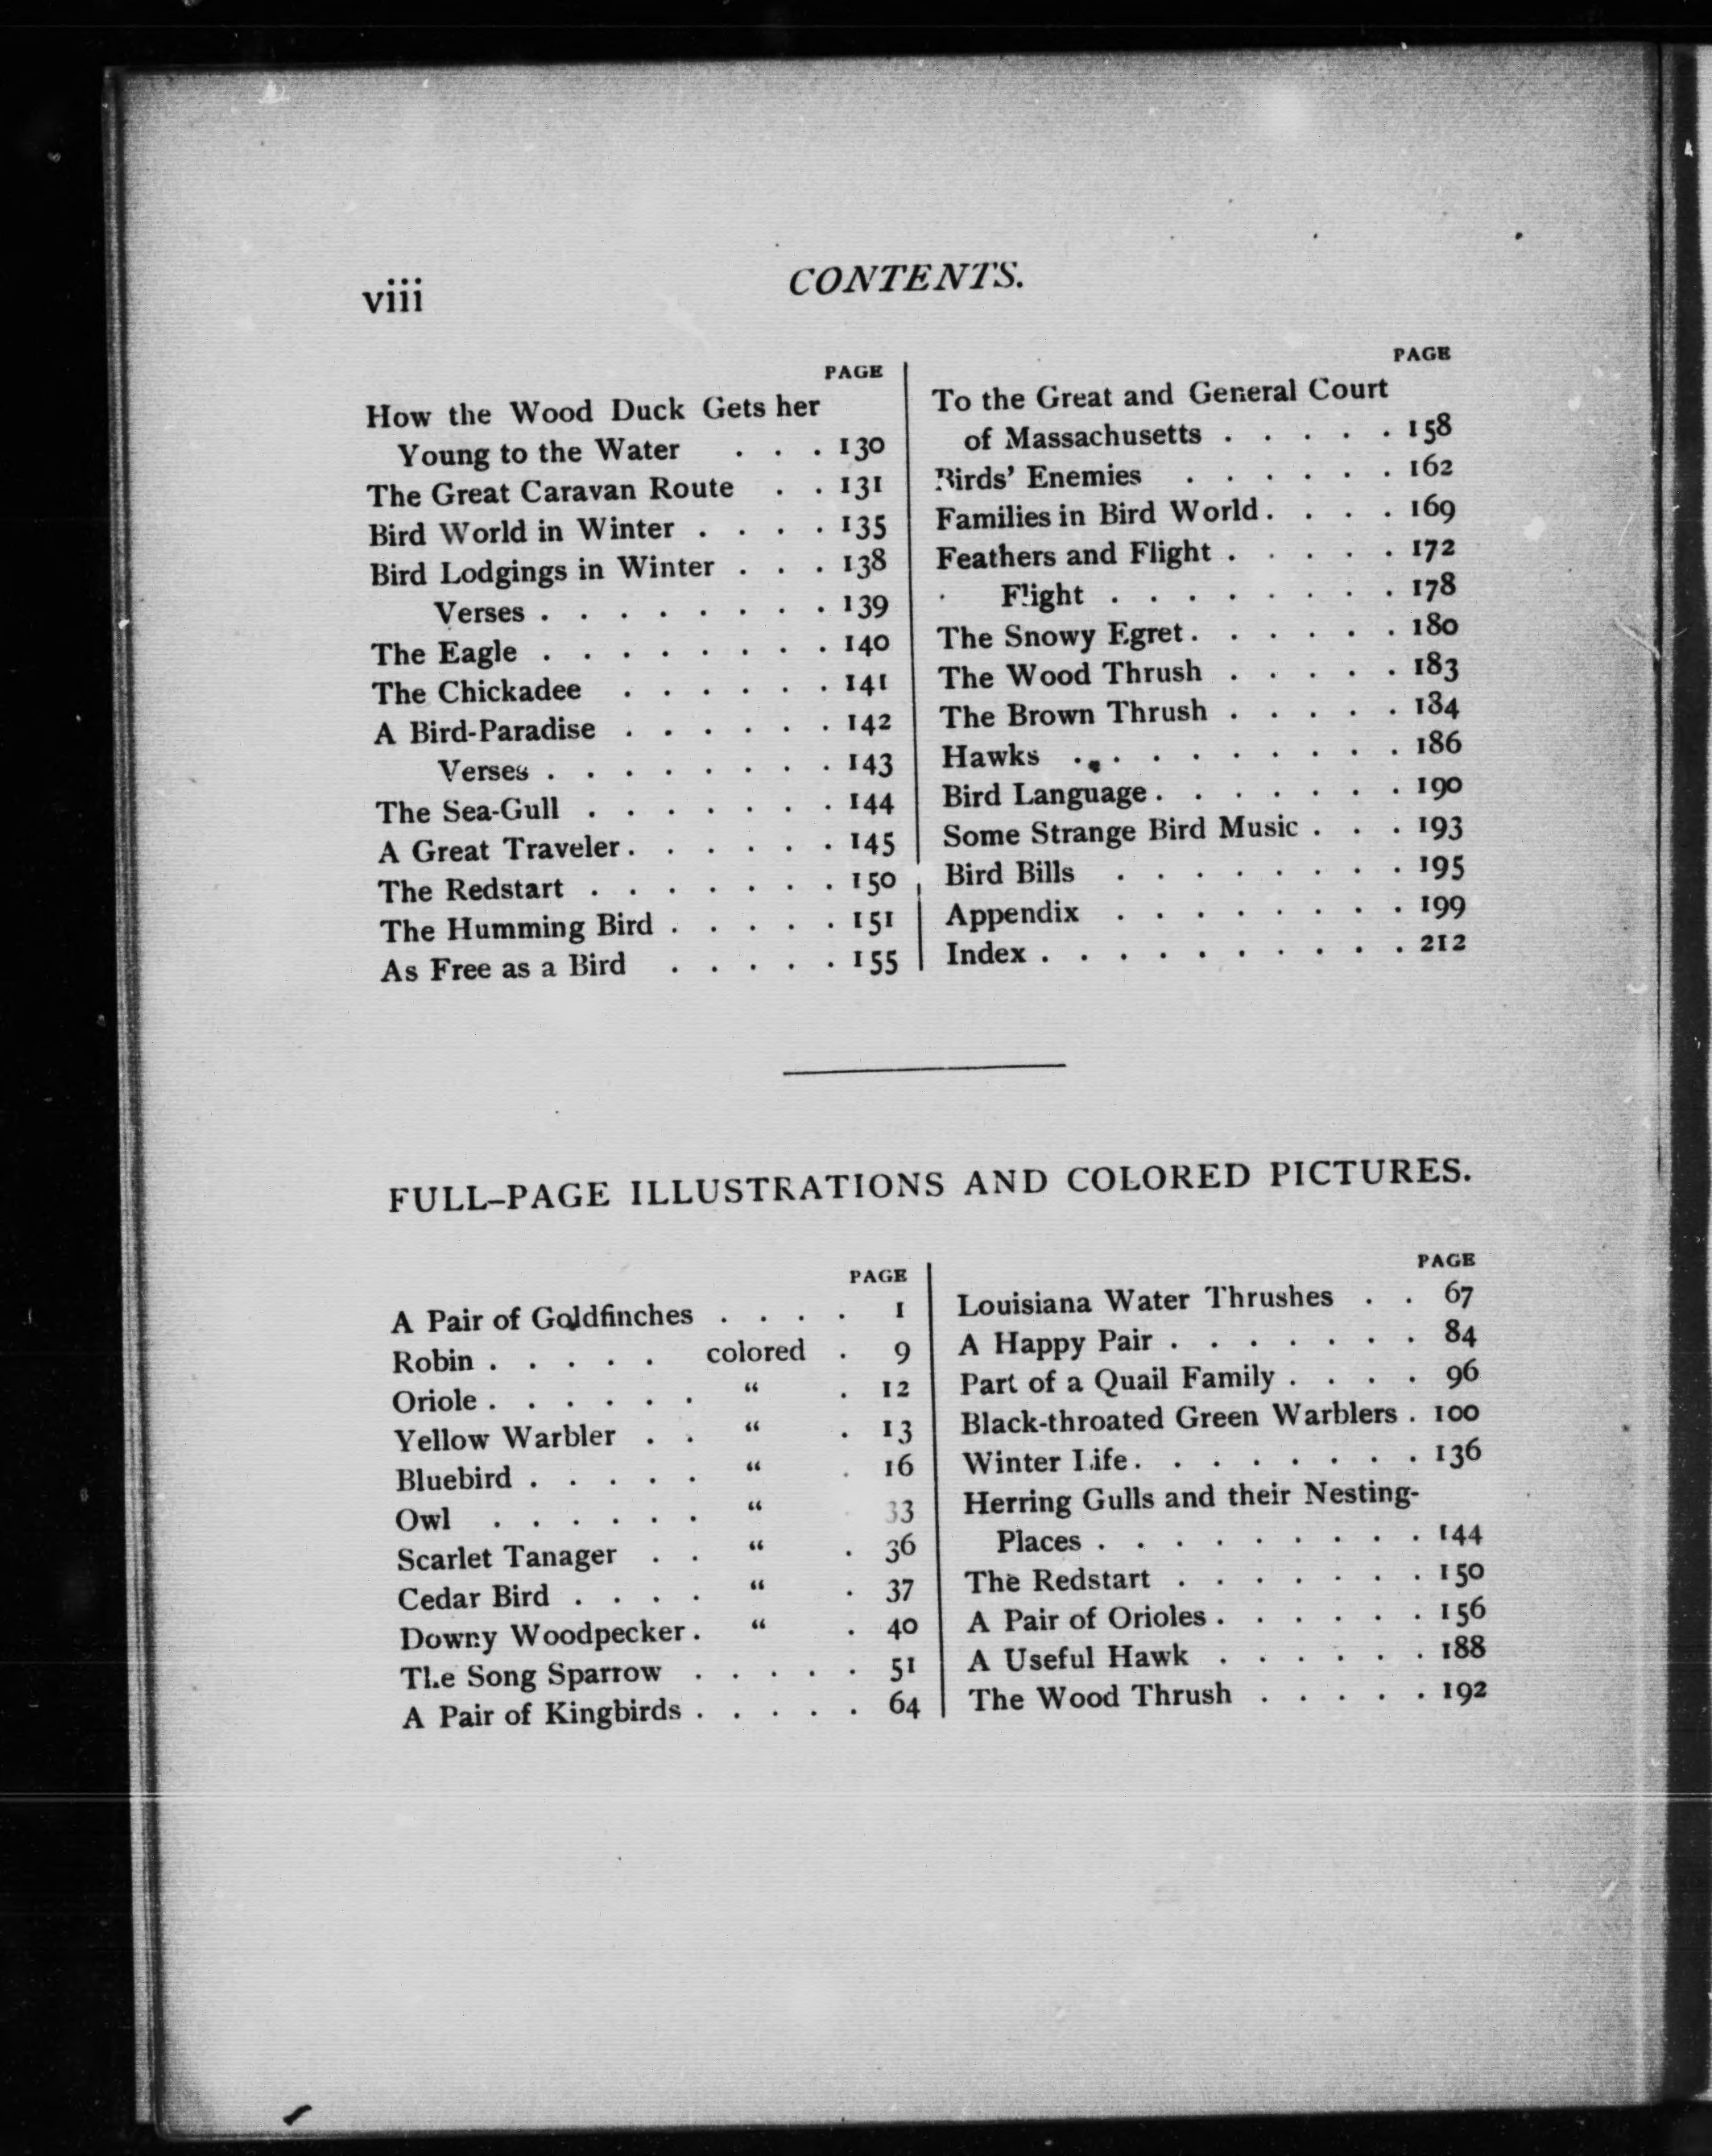 viii
CONTENTS.
PAGE
How the Wood Duck Gets her
Young to the Water . . . 130
The Great Caravan Route . . 131
Bird World in Winter . . . . 135
Bird Lodgings in Winter . . . 138
Verses . . . . . . . . 139
The Eagle . . . . . . . . 140
The Chickadee . . . . . . 141
A Bird-Paradise . . . . . . 142
Verses . . . . . . . . 143
The Sea-Gull . . . . . . . 144
A Great Traveler . . . . . . 145
The Redstart . . . . . . . 150
The Humming Bird . . . . . 151
As Free as a Bird . . . . . 155
PAGE
To the Great and General Court
of Massachusetts . . . . . 158
Birds' Enemies . . . . . . 162
Families in Bird World . . . . 169
Feathers and Flight . . . . . 172
Flight . . . . . . . . 178
The Snowy Egret . . . . . . 180
The Wood Thrush . . . . . 183
The Brown Thrush . . . . . 184
Hawks . . . . . . . . . 186
Bird Language . . . . . . . 190
Some Strange Bird Music . . . 193
Bird Bills . . . . . . . . 195
Appendix . . . . . . . . 199
Index . . . . . . . . . . 212
FULL-PAGE ILLUSTRATIONS AND COLORED PICTURES.
PAGE
A Pair of Goldfinches . . . . 1
Robin . . . . . colored . 9
Oriole . . . . . . “ . 12
Yellow Warbler . . “ . 13
Bluebird . . . . . “ . 16
Owl . . . . . . “ . 33
Scarlet Tanager . . “ . 36
Cedar Bird . . . . “ . 37
Downy Woodpecker . “ . 40
The Song Sparrow . . . . . 51
A Pair of Kingbirds . . . . . 64
PAGE
Louisiana Water Thrushes . . 67
A Happy Pair . . . . . . . 84
Part of a Quail Family . . . . 96
Black-throated Green Warblers . 100
Winter Life . . . . . . . . 136
Herring Gulls and their Nesting-
Places . . . . . . . . . 144
The Redstart . . . . . . . 150
A Pair of Orioles . . . . . . 156
A Useful Hawk . . . . . . 188
The Wood Thrush . . . . . 192